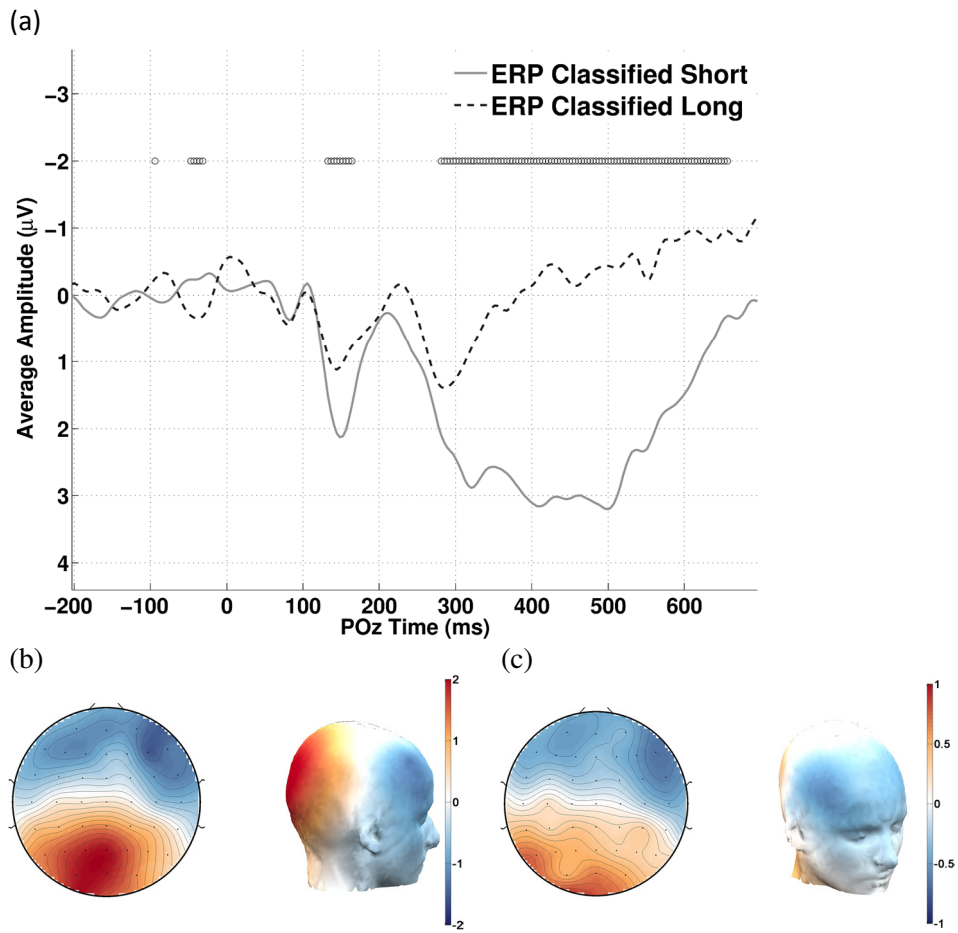 (a)
ERP Classified Short
ERP Classified Long
−3
−2
−1
0
1
2
3
4
Average Amplitude (μV)
−200 −100 0 100 200 300 400 500 600
POz Time (ms)
(b)
(c)
2
1
0
-1
-2
1
0.5
0
-0.5
-1